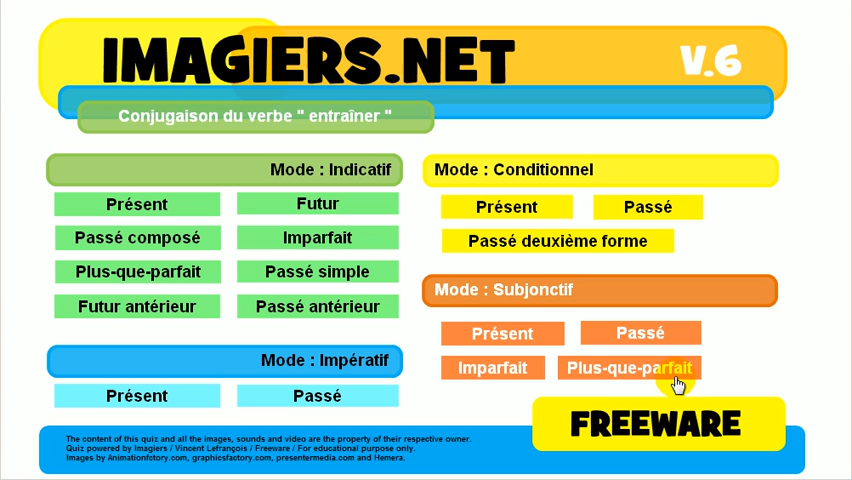 IMAGIERS.NET
V.6
Conjugaison du verbe " entraîner "
Mode : Indicatif
Présent
Futur
Passé composé
Imparfait
Plus-que-parfait
Passé simple
Futur antérieur
Passé antérieur
Mode : Impératif
Présent
Passé
Mode : Conditionnel
Présent
Passé
Passé deuxième forme
Mode : Subjonctif
Présent
Passé
Imparfait
Plus-que-parfait
FREEWARE
The content of this quiz and all the images, sounds and video are the property of their respective owner.
Quiz powered by Imagiers / Vincent Lefrançois / Freeware / For educational purpose only.
Images by Animationfctory.com, graphicsfactory.com, presentermedia.com and Hemera.